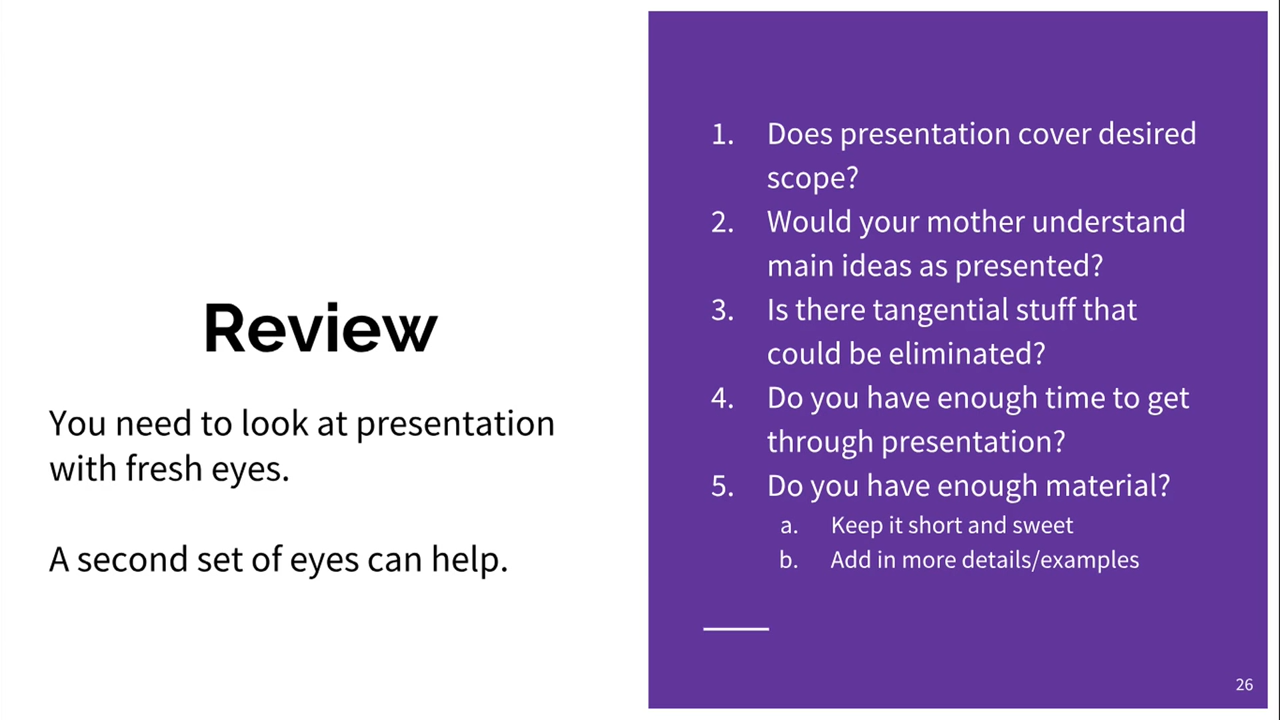 Review
You need to look at presentation
with fresh eyes.
A second set of eyes can help.
1. Does presentation cover desired
scope?
2. Would your mother understand
main ideas as presented?
3. Is there tangential stuff that
could be eliminated?
4. Do you have enough time to get
through presentation?
5. Do you have enough material?
a. Keep it short and sweet
b. Add in more details/examples
26